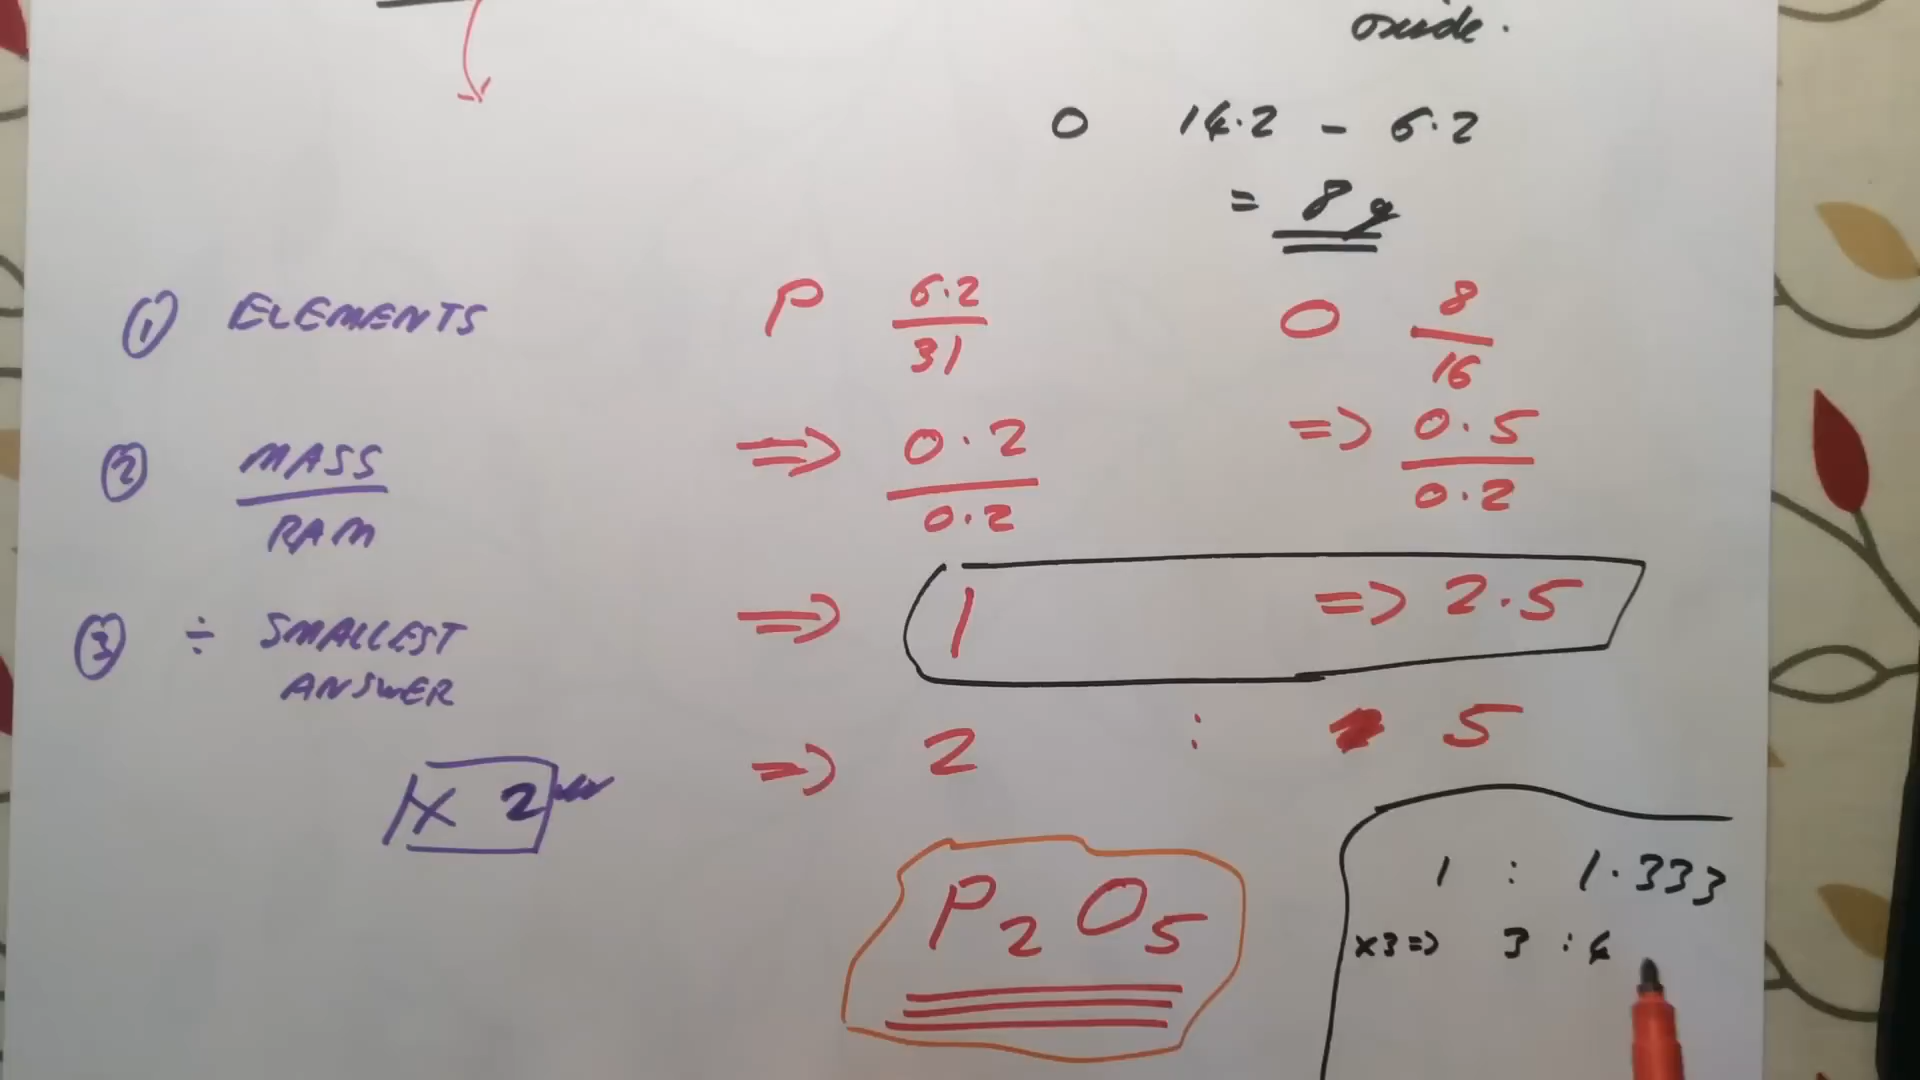 oxide.
O 14.2 - 6.2
= 8g
① ELEMENTS P 6.2/31 O 8/16
② MASS/RAM => 0.2/0.2 => 0.5/0.2
③ ÷ SMALLEST ANSWER => 1 => 2.5
x 2 => 2 : 5
P₂O₅
1 : 1.333
x3 => 3 : 4